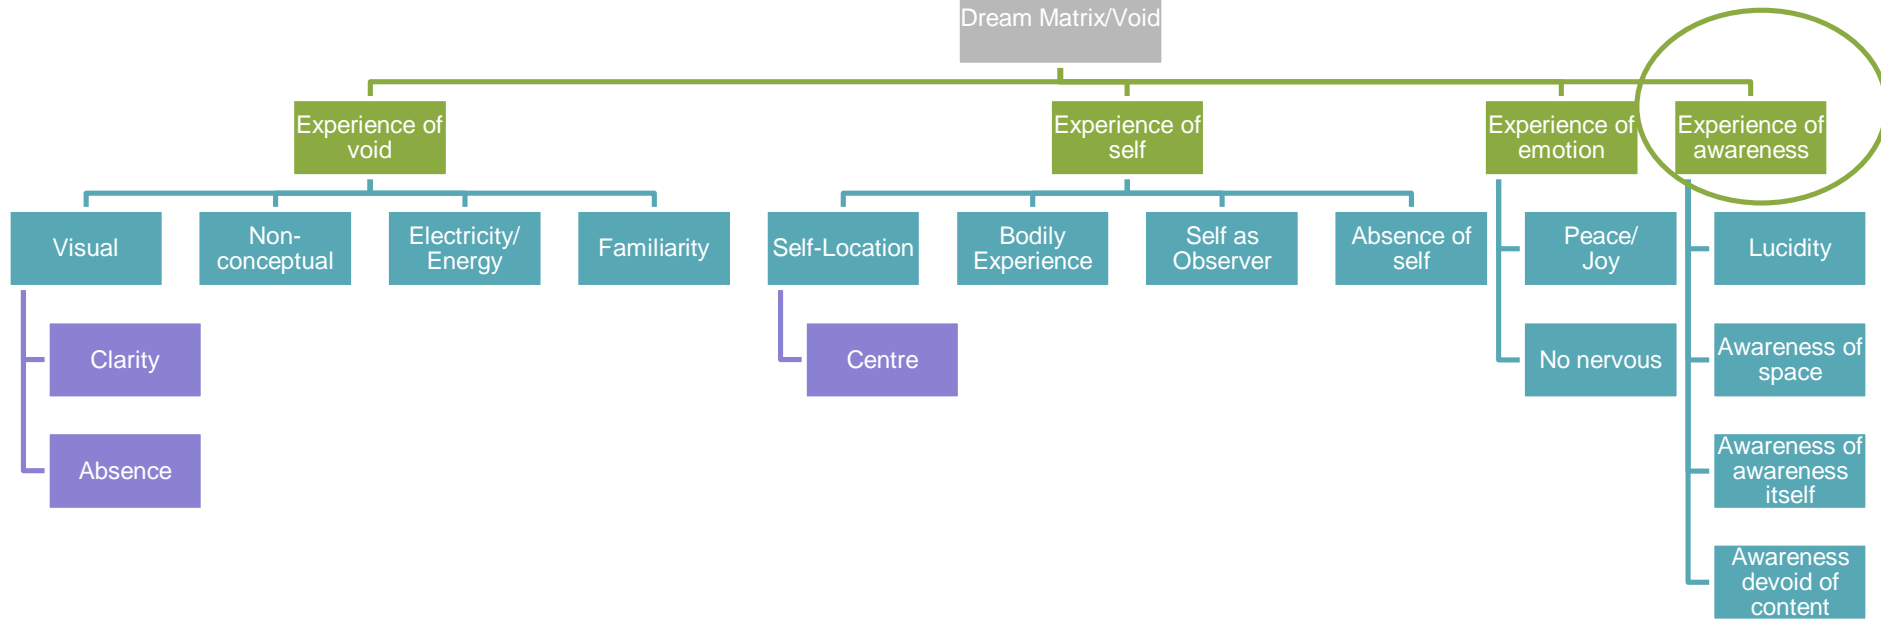 Dream Matrix/Void
Experience of
void
Experience of
self
Experience of
emotion
Experience of
awareness
Visual
Non-
conceptual
Electricity/
Energy
Familiarity
Self-Location
Bodily
Experience
Self as
Observer
Absence of
self
Peace/
Joy
Lucidity
Clarity
Centre
No nervous
Awareness of
space
Absence
Awareness of
awareness
itself
Awareness
devoid of
content